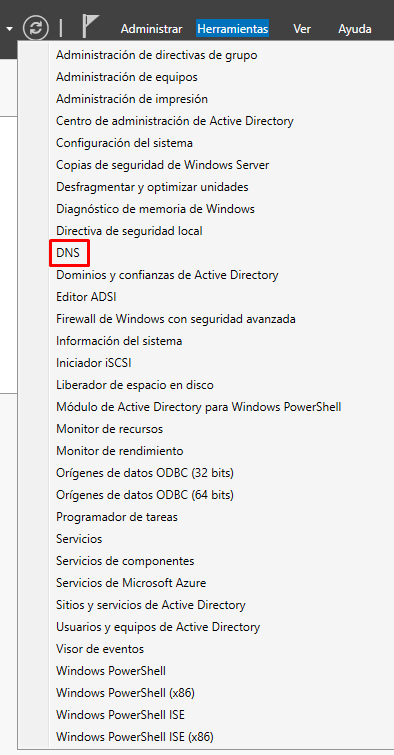 Administrar Herramientas Ver Ayuda
Administración de directivas de grupo
Administración de equipos
Administración de impresión
Centro de administración de Active Directory
Configuración del sistema
Copias de seguridad de Windows Server
Desfragmentar y optimizar unidades
Diagnóstico de memoria de Windows
Directiva de seguridad local
DNS
Dominios y confianzas de Active Directory
Editor ADSI
Firewall de Windows con seguridad avanzada
Información del sistema
Iniciador iSCSI
Liberador de espacio en disco
Módulo de Active Directory para Windows PowerShell
Monitor de recursos
Monitor de rendimiento
Orígenes de datos ODBC (32 bits)
Orígenes de datos ODBC (64 bits)
Programador de tareas
Servicios
Servicios de componentes
Servicios de Microsoft Azure
Sitios y servicios de Active Directory
Usuarios y equipos de Active Directory
Visor de eventos
Windows PowerShell
Windows PowerShell (x86)
Windows PowerShell ISE
Windows PowerShell ISE (x86)